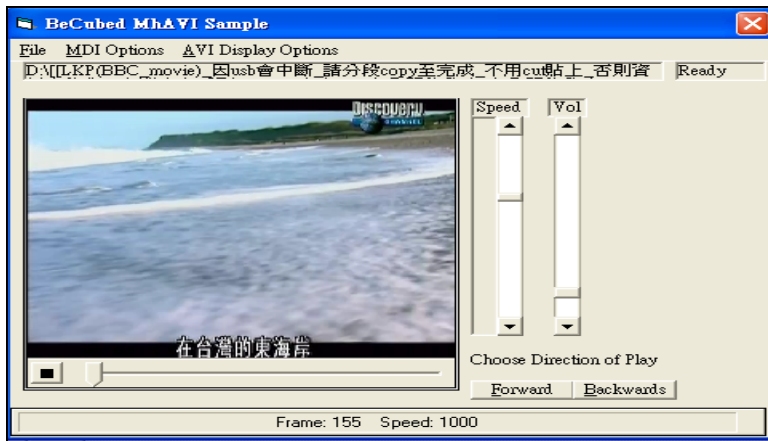 BeCubed MhAVI Sample
File MDI Options AVI Display Options
D:\[[LKP(BBC_movie)_因usb會中斷_請分段copy至完成_不用cut貼上_否則資 Ready
Discovery
CHANNEL
Speed Vol
在台灣的東海岸
Choose Direction of Play
Forward Backwards
Frame: 155 Speed: 1000